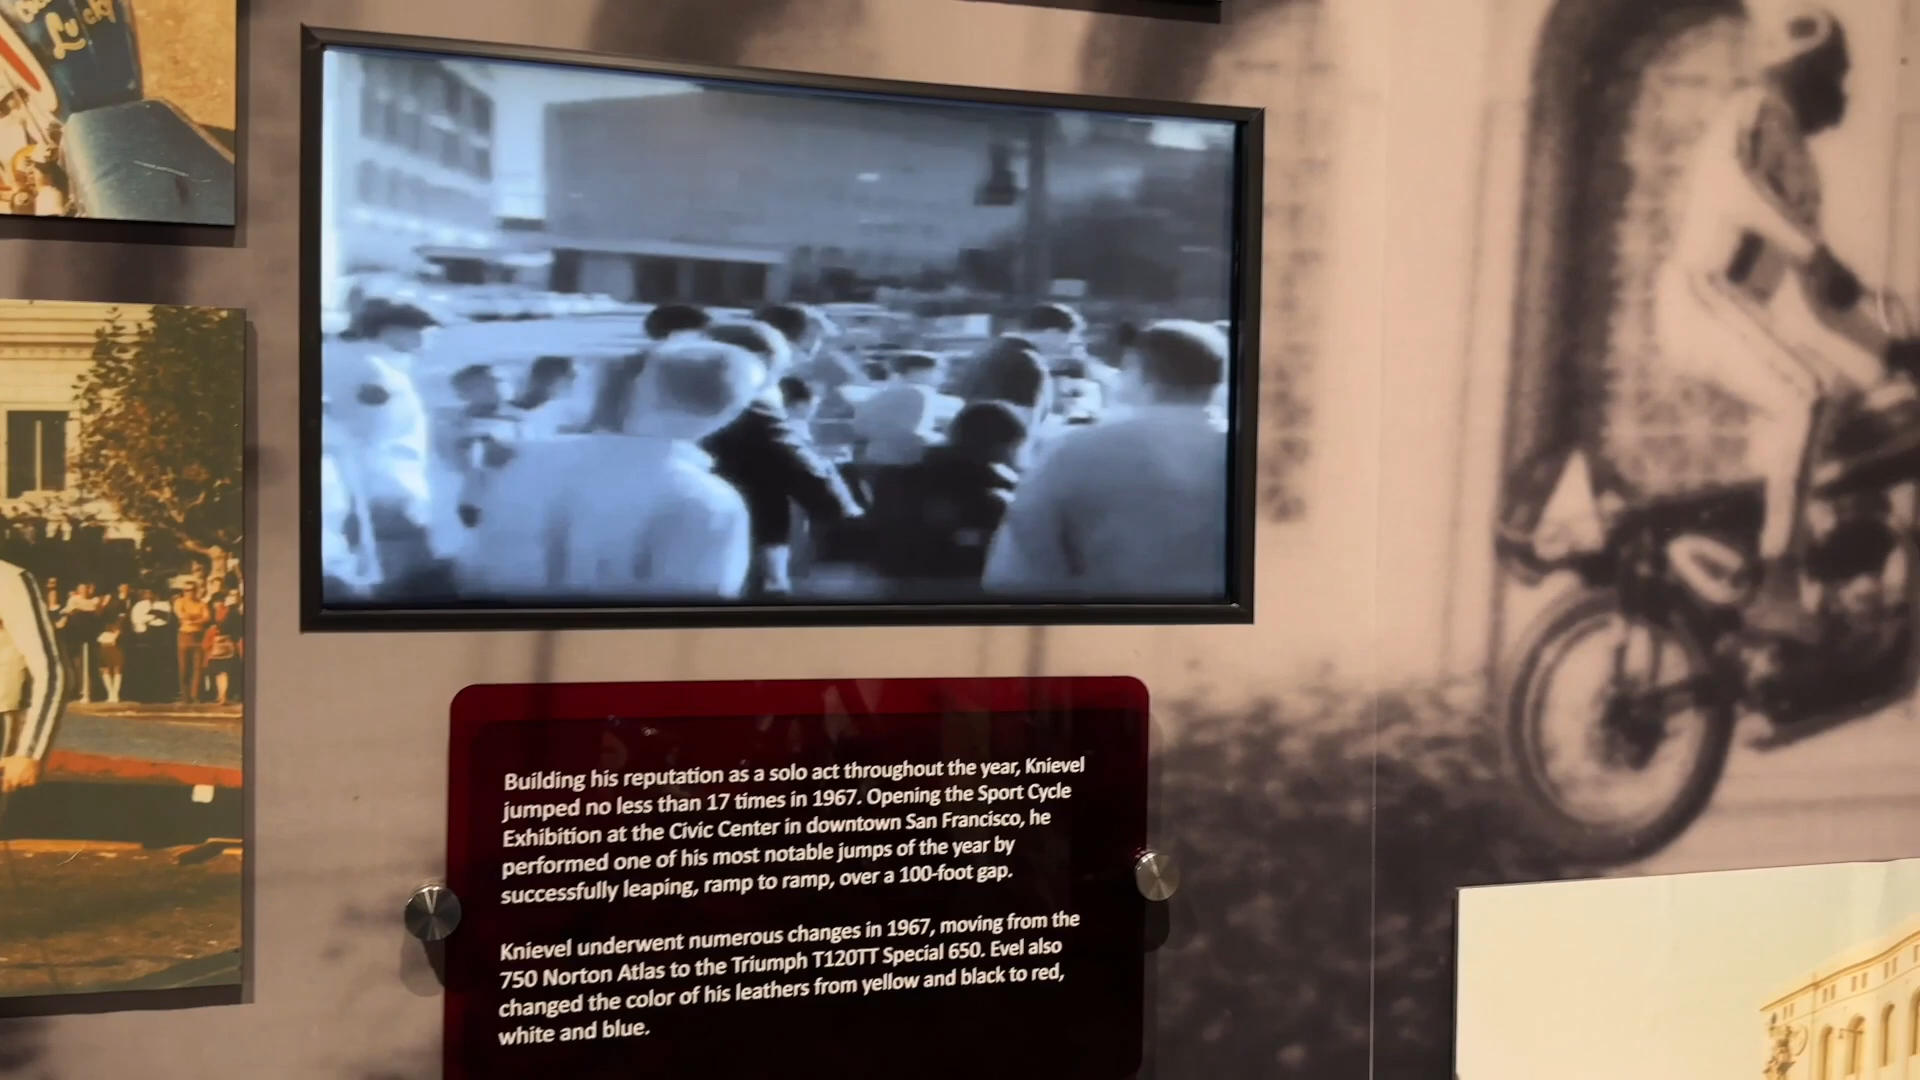 Lucky
Building his reputation as a solo act throughout the year, Knievel
jumped no less than 17 times in 1967. Opening the Sport Cycle
Exhibition at the Civic Center in downtown San Francisco, he
performed one of his most notable jumps of the year by
successfully leaping, ramp to ramp, over a 100-foot gap.
Knievel underwent numerous changes in 1967, moving from the
750 Norton Atlas to the Triumph T120TT Special 650. Evel also
changed the color of his leathers from yellow and black to red,
white and blue.